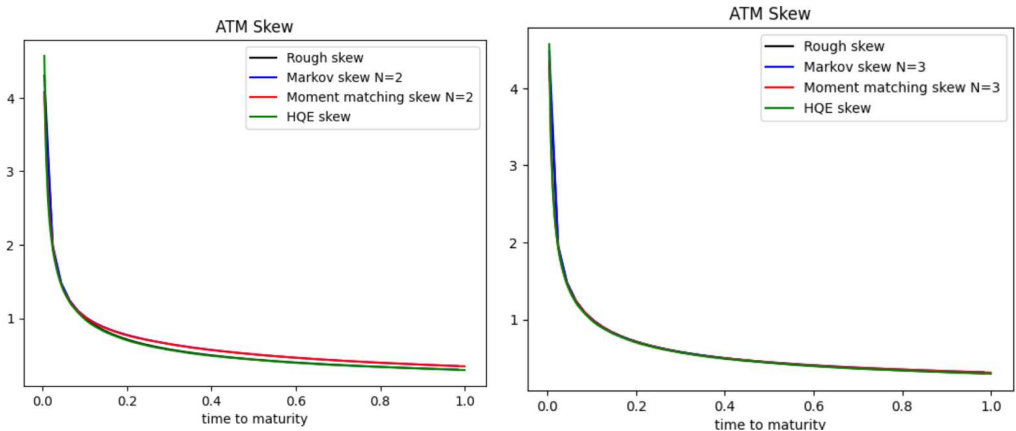 ATM Skew
Rough skew
Markov skew N=2
Moment matching skew N=2
HQE skew
4
3
2
1
0.0 0.2 0.4 0.6 0.8 1.0
time to maturity
ATM Skew
Rough skew
Markov skew N=3
Moment matching skew N=3
HQE skew
4
3
2
1
0.0 0.2 0.4 0.6 0.8 1.0
time to maturity